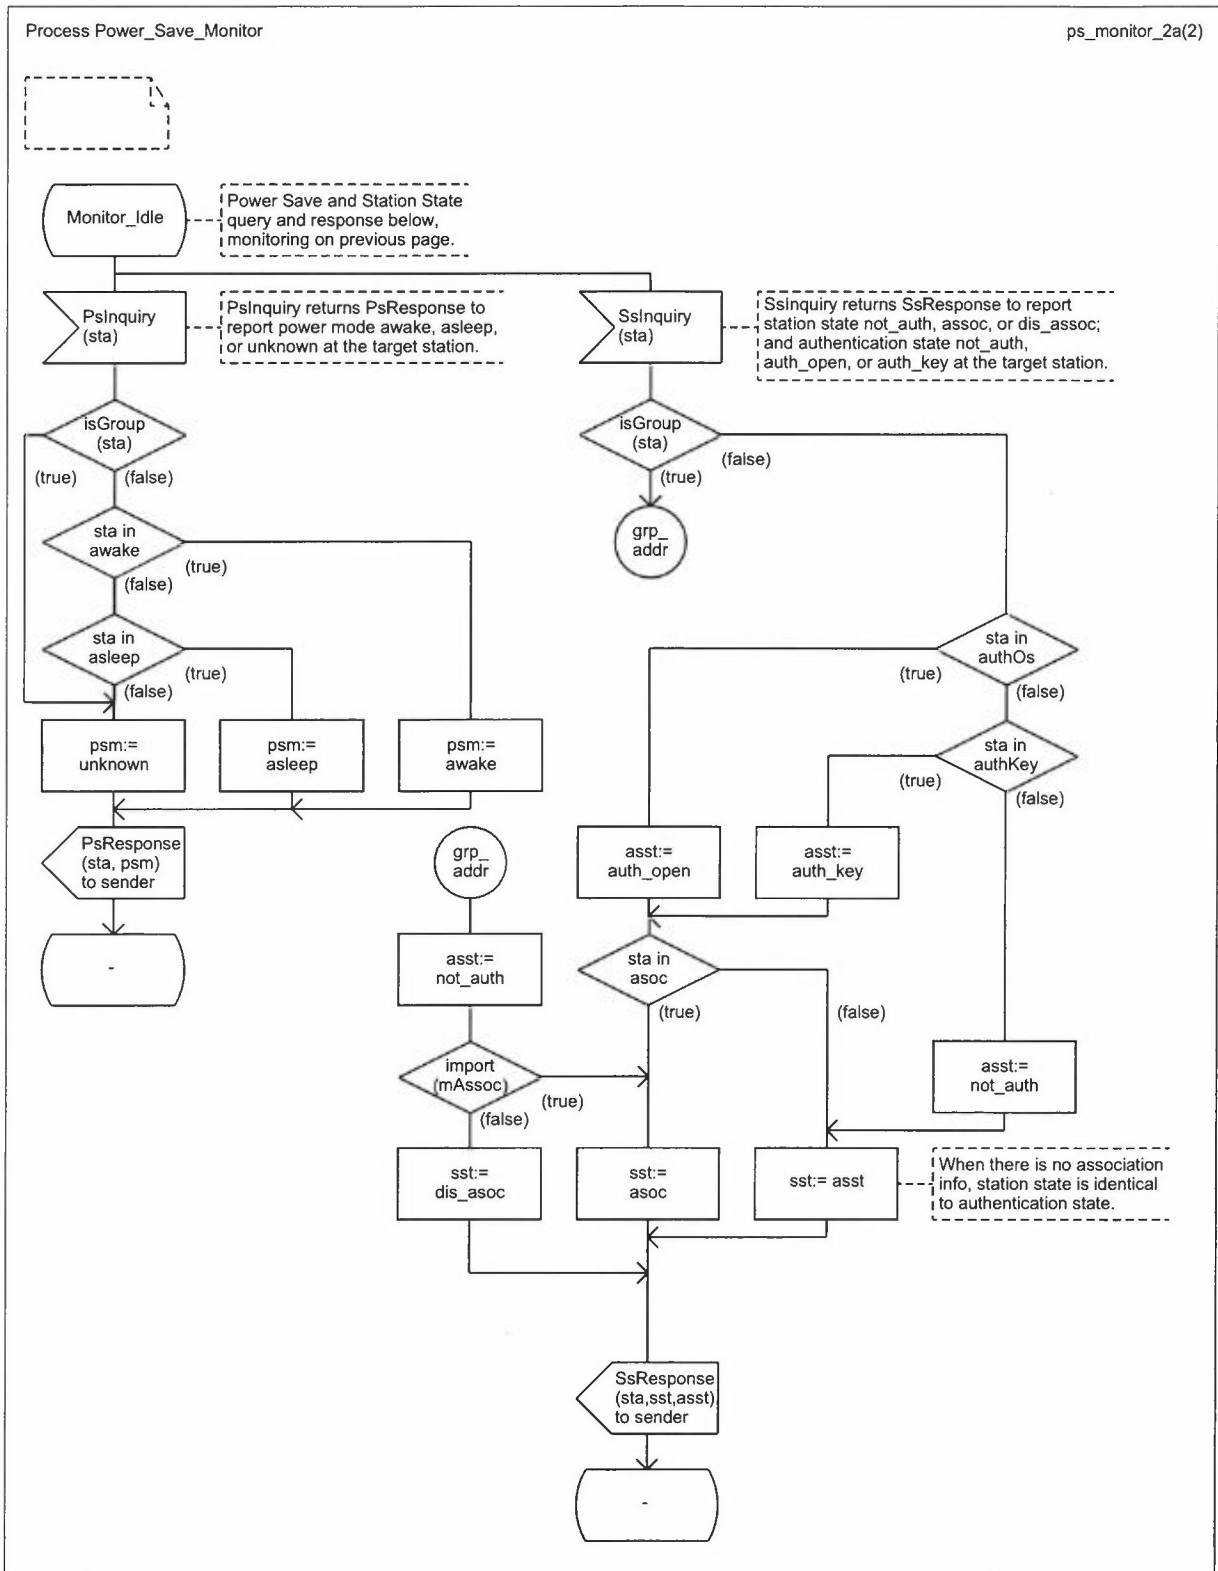 Process Power_Save_Monitor
ps_monitor_2a(2)
Monitor_Idle
Power Save and Station State
query and response below,
monitoring on previous page.
PsInquiry
(sta)
PsInquiry returns PsResponse to
report power mode awake, asleep,
or unknown at the target station.
SsInquiry
(sta)
SsInquiry returns SsResponse to report
station state not_auth, assoc, or dis_assoc;
and authentication state not_auth,
auth_open, or auth_key at the target station.
isGroup
(sta)
(true)
(false)
isGroup
(sta)
(true)
(false)
grp_
addr
sta in
awake
(true)
(false)
sta in
asleep
(true)
(false)
sta in
authOs
(true)
(false)
psm:=
unknown
psm:=
asleep
psm:=
awake
sta in
authKey
(true)
(false)
PsResponse
(sta, psm)
to sender
-
grp_
addr
asst:=
auth_open
asst:=
auth_key
asst:=
not_auth
sta in
asoc
(true)
(false)
import
(mAssoc)
(true)
(false)
asst:=
not_auth
sst:=
dis_asoc
sst:=
asoc
sst:= asst
When there is no association
info, station state is identical
to authentication state.
SsResponse
(sta,sst,asst)
to sender
-